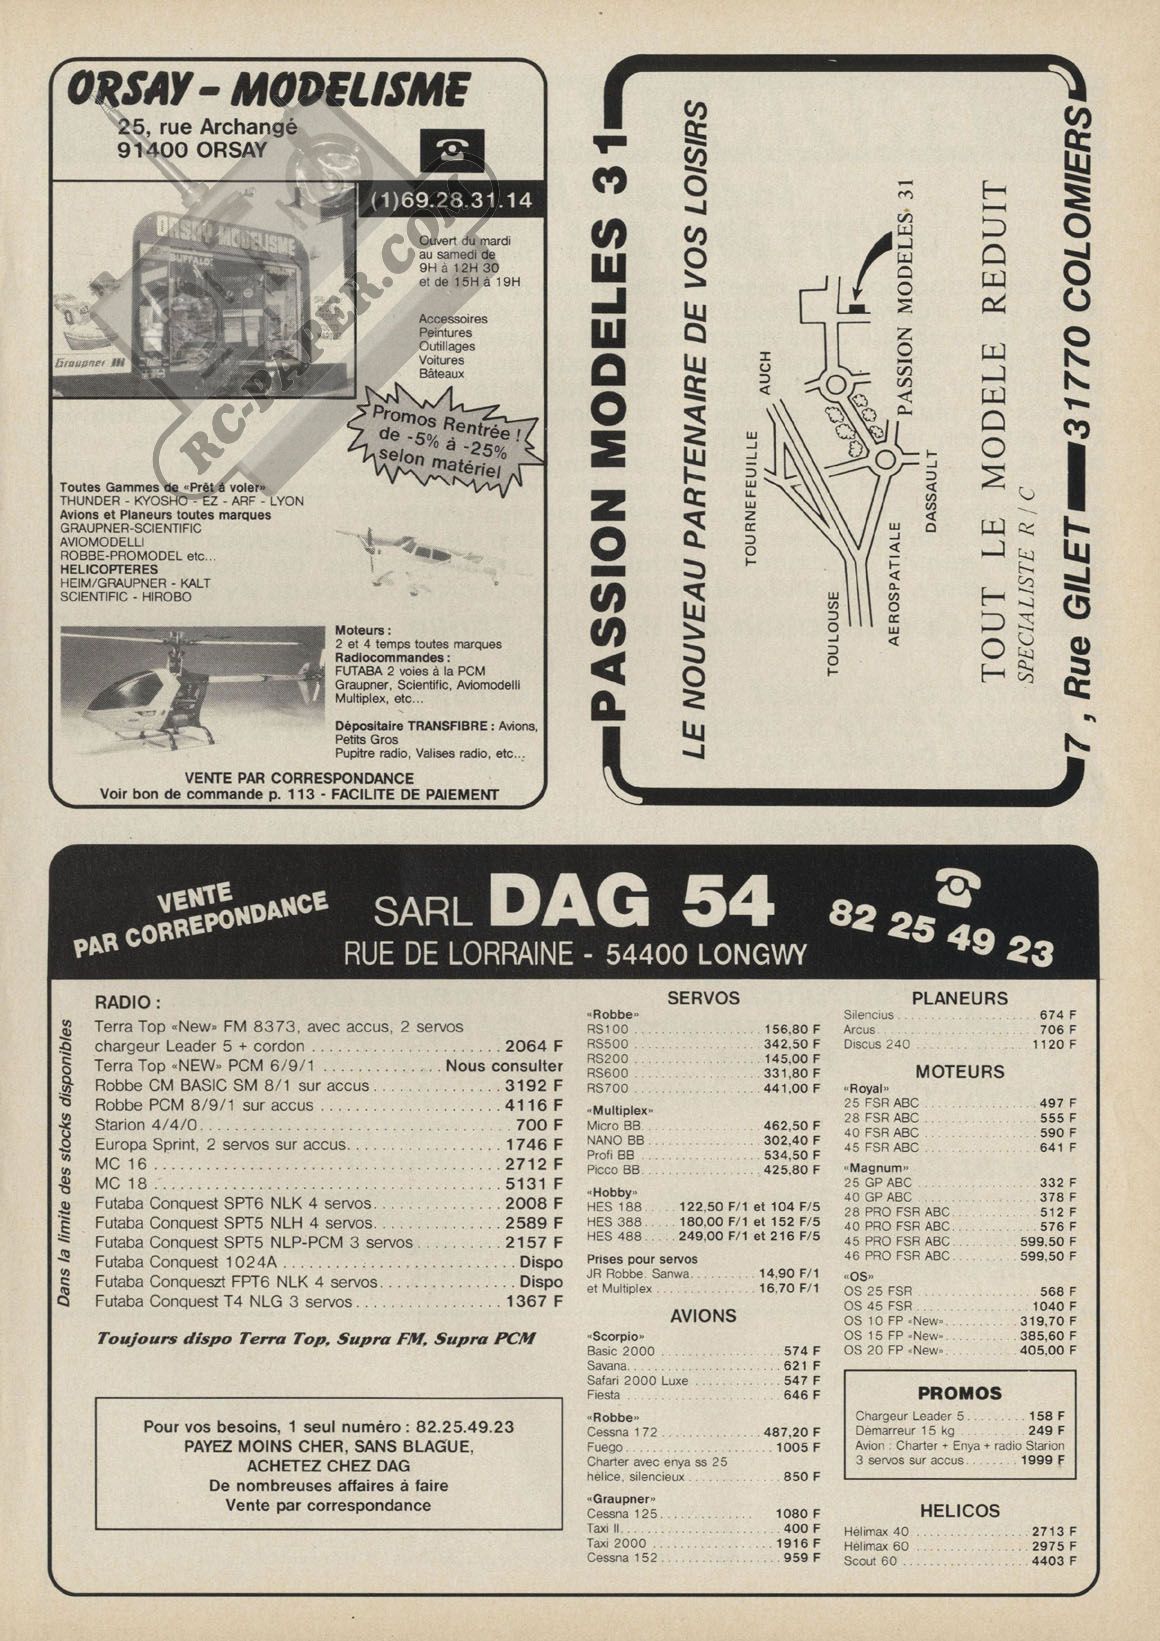 ORSAY - MODELISME
25, rue Archangé
91400 ORSAY
(1)69.28.31.14
ORSAY MODELISME
BUFFALO
Graupner
Ouvert du mardi
au samedi de
9H à 12H 30
et de 15H à 19H
Accessoires
Peintures
Outillages
Voitures
Bâteaux
Promos Rentrée !
de -5% à -25%
selon matériel
RC-PAPER.COM
Toutes Gammes de «Prêt á voler»
THUNDER - KYOSHO - EZ - ARF - LYON
Avions et Planeurs toutes marques
GRAUPNER-SCIENTIFIC
AVIOMODELLI
ROBBE-PROMODEL etc...
HELICOPTERES
HEIM/GRAUPNER - KALT
SCIENTIFIC - HIROBO
Moteurs :
2 et 4 temps toutes marques
Radiocommandes :
FUTABA 2 voies à la PCM
Graupner, Scientific, Aviomodelli
Multiplex, etc...
Dépositaire TRANSFIBRE : Avions,
Petits Gros
Pupitre radio, Valises radio, etc...
VENTE PAR CORRESPONDANCE
Voir bon de commande p. 113 - FACILITE DE PAIEMENT
PASSION MODELES 31
LE NOUVEAU PARTENAIRE DE VOS LOISIRS
TOURNEFEUILLE
AUCH
TOULOUSE
AEROSPATIALE
DASSAULT
PASSION MODELES 31
TOUT LE MODELE REDUIT
SPECIALISTE R/C
7, Rue GILET — 31770 COLOMIERS
VENTE
PAR CORREPONDANCE
SARL DAG 54
RUE DE LORRAINE - 54400 LONGWY
82 25 49 23
Dans la limite des stocks disponibles
RADIO :
Terra Top «New» FM 8373, avec accus, 2 servos
chargeur Leader 5 + cordon ... 2064 F
Terra Top «NEW» PCM 6/9/1 ... Nous consulter
Robbe CM BASIC SM 8/1 sur accus ... 3192 F
Robbe PCM 8/9/1 sur accus ... 4116 F
Starion 4/4/0 ... 700 F
Europa Sprint, 2 servos sur accus ... 1746 F
MC 16 ... 2712 F
MC 18 ... 5131 F
Futaba Conquest SPT6 NLK 4 servos ... 2008 F
Futaba Conquest SPT5 NLH 4 servos ... 2589 F
Futaba Conquest SPT5 NLP-PCM 3 servos ... 2157 F
Futaba Conquest 1024A ... Dispo
Futaba Conqueszt FPT6 NLK 4 servos ... Dispo
Futaba Conquest T4 NLG 3 servos ... 1367 F
Toujours dispo Terra Top, Supra FM, Supra PCM
Pour vos besoins, 1 seul numéro : 82.25.49.23
PAYEZ MOINS CHER, SANS BLAGUE,
ACHETEZ CHEZ DAG
De nombreuses affaires à faire
Vente par correspondance
SERVOS
«Robbe»
RS100 ... 156,80 F
RS500 ... 342,50 F
RS200 ... 145,00 F
RS600 ... 331,80 F
RS700 ... 441,00 F
«Multiplex»
Micro BB ... 462,50 F
NANO BB ... 302,40 F
Profi BB ... 534,50 F
Picco BB ... 425,80 F
«Hobby»
HES 188 ... 122,50 F/1 et 104 F/5
HES 388 ... 180,00 F/1 et 152 F/5
HES 488 ... 249,00 F/1 et 216 F/5
Prises pour servos
JR Robbe, Sanwa ... 14,90 F/1
et Multiplex ... 16,70 F/1
AVIONS
«Scorpio»
Basic 2000 ... 574 F
Savana ... 621 F
Safari 2000 Luxe ... 547 F
Fiesta ... 646 F
«Robbe»
Cessna 172 ... 487,20 F
Fuego ... 1005 F
Charter avec enya ss 25
hélice, silencieux ... 850 F
«Graupner»
Cessna 125 ... 1080 F
Taxi II ... 400 F
Taxi 2000 ... 1916 F
Cessna 152 ... 959 F
PLANEURS
Silencius ... 674 F
Arcus ... 706 F
Discus 240 ... 1120 F
MOTEURS
«Royal»
25 FSR ABC ... 497 F
28 FSR ABC ... 555 F
40 FSR ABC ... 590 F
45 FSR ABC ... 641 F
«Magnum»
25 GP ABC ... 332 F
40 GP ABC ... 378 F
28 PRO FSR ABC ... 512 F
40 PRO FSR ABC ... 576 F
45 PRO FSR ABC ... 599,50 F
46 PRO FSR ABC ... 599,50 F
«OS»
OS 25 FSR ... 568 F
OS 45 FSR ... 1040 F
OS 10 FP «New» ... 319,70 F
OS 15 FP «New» ... 385,60 F
OS 20 FP «New» ... 405,00 F
PROMOS
Chargeur Leader 5 ... 158 F
Démarreur 15 kg ... 249 F
Avion : Charter + Enya + radio Starion
3 servos sur accus ... 1999 F
HELICOS
Hélimax 40 ... 2713 F
Hélimax 60 ... 2975 F
Scout 60 ... 4403 F